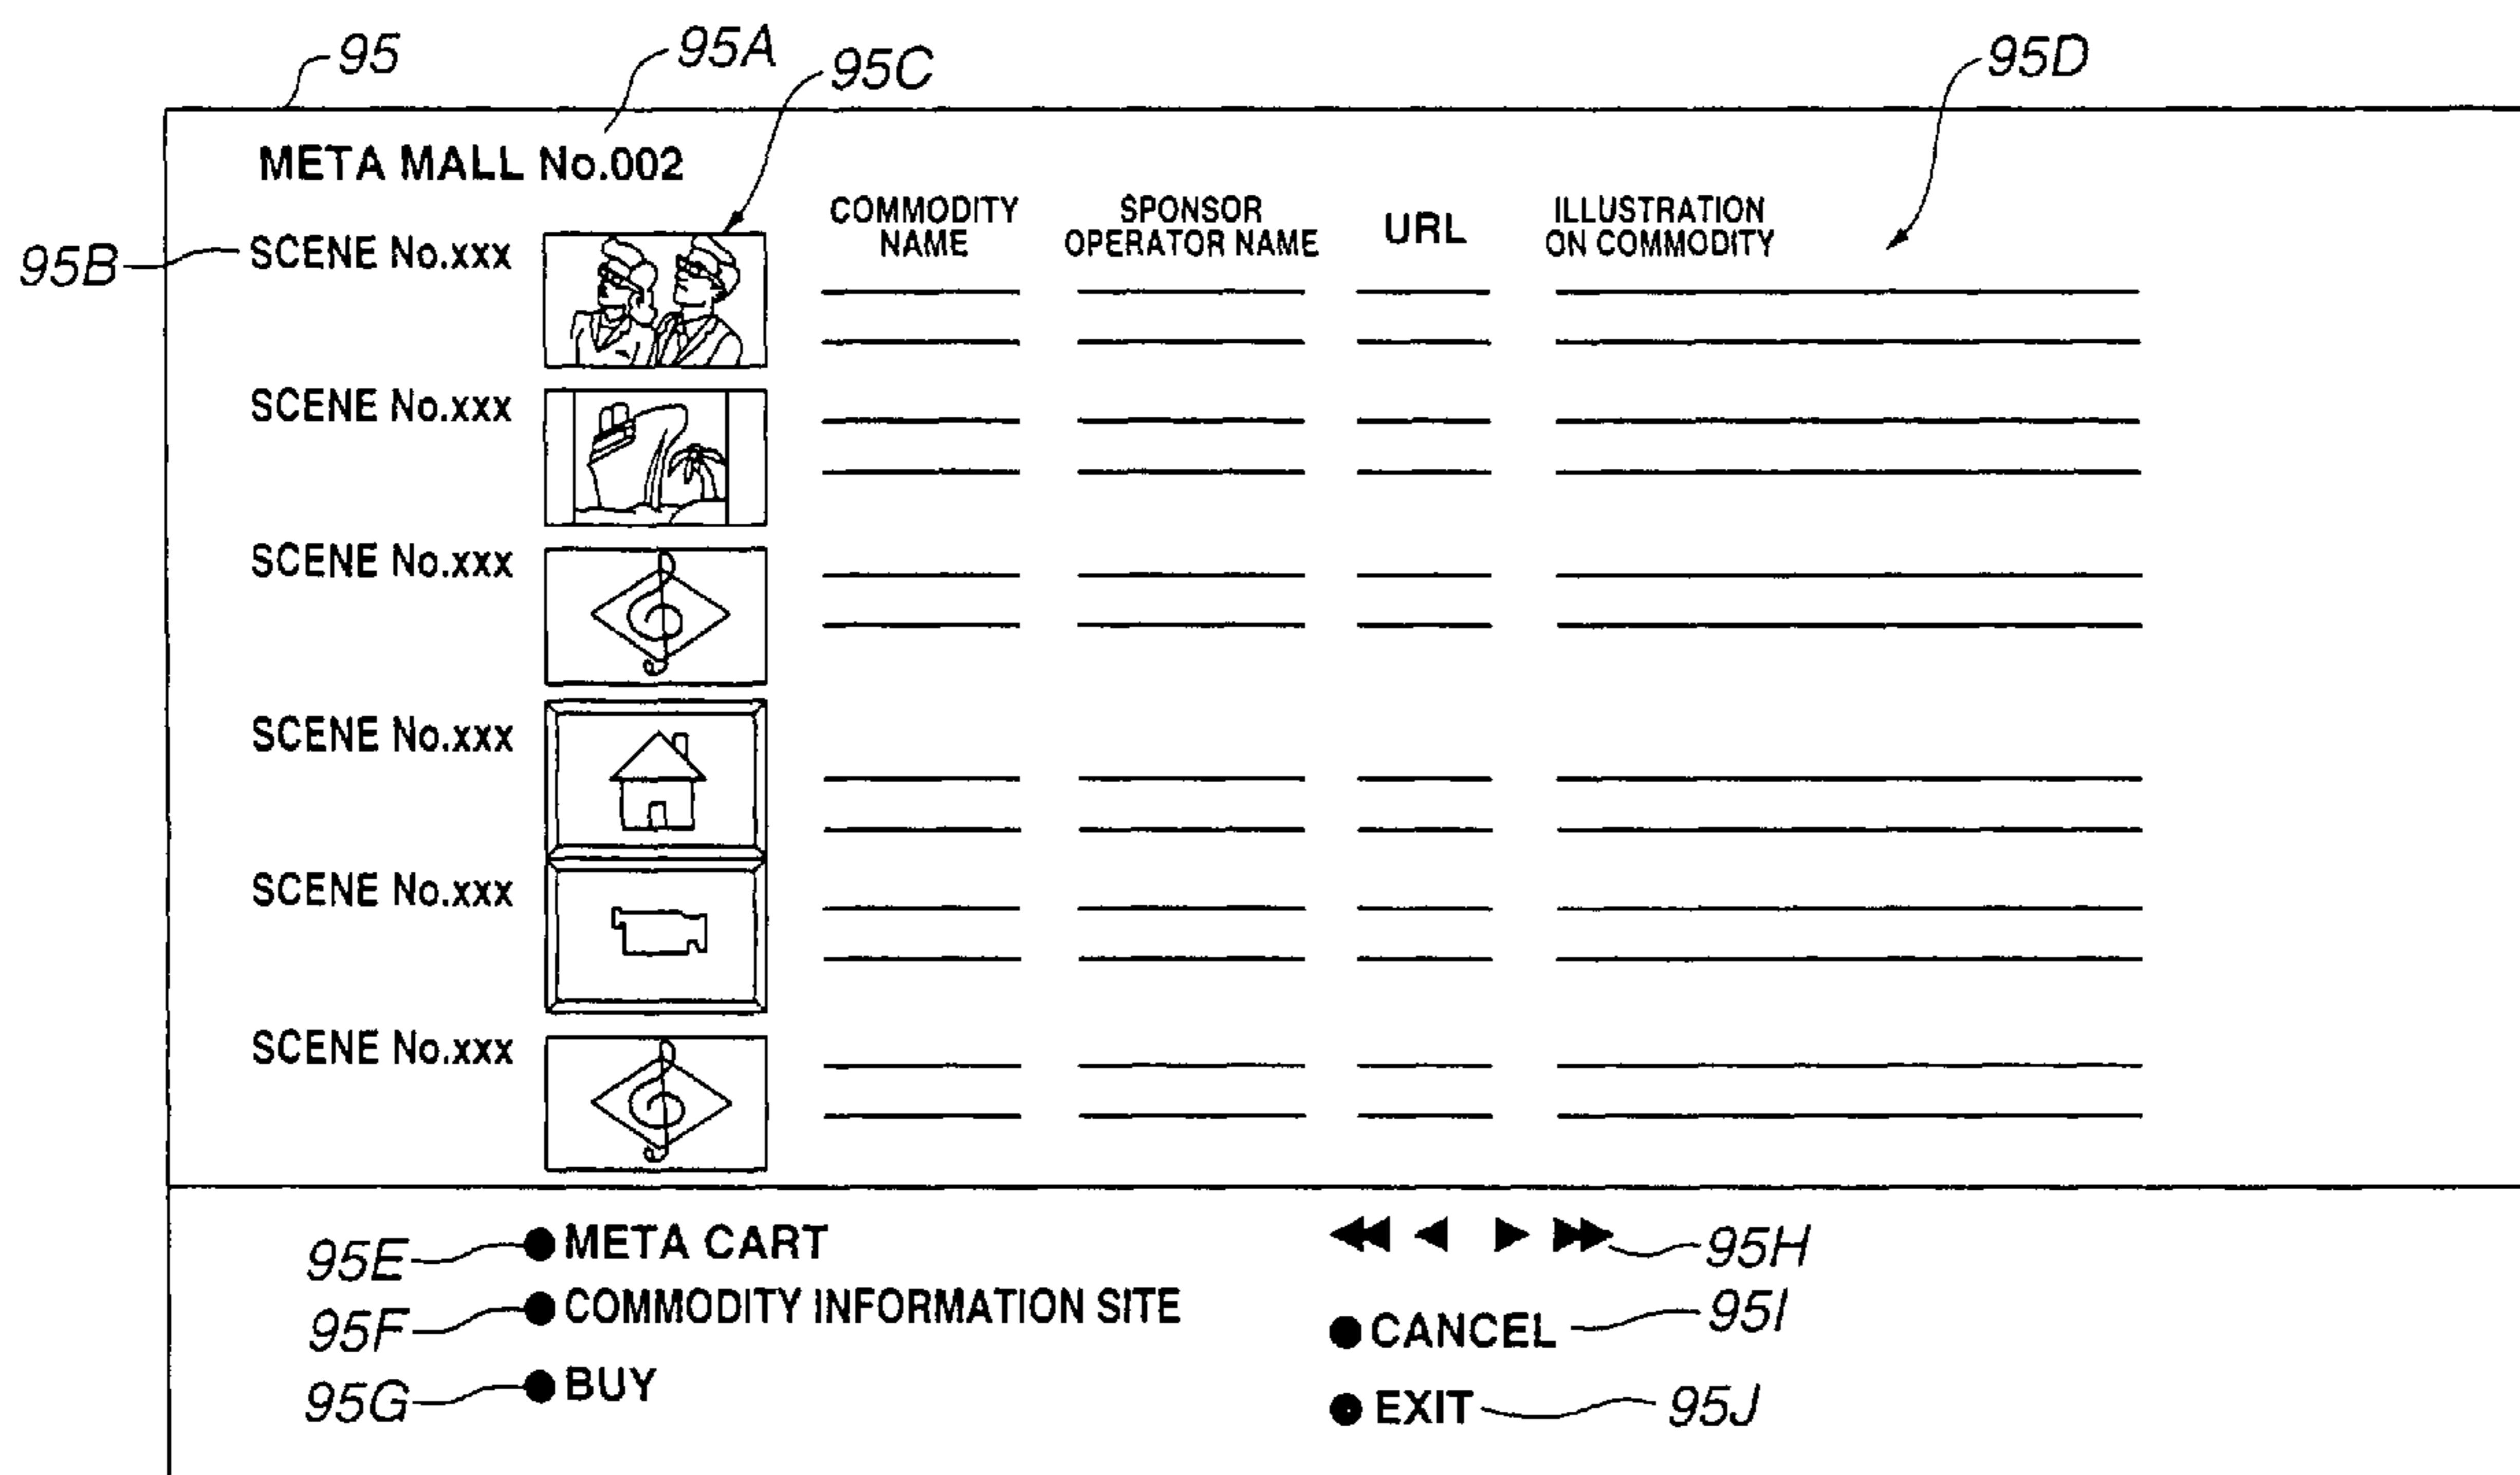 95 95A 95C 95D
META MALL No.002
COMMODITY NAME SPONSOR OPERATOR NAME URL ILLUSTRATION ON COMMODITY
95B SCENE No.xxx
SCENE No.xxx
SCENE No.xxx
SCENE No.xxx
SCENE No.xxx
SCENE No.xxx
95E META CART
95F COMMODITY INFORMATION SITE
95G BUY
95H
CANCEL 95I
EXIT 95J